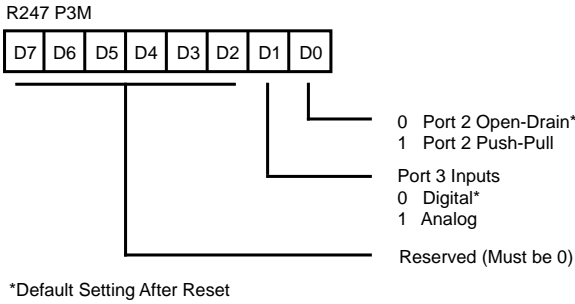 R247 P3M
D7 D6 D5 D4 D3 D2 D1 D0
0 Port 2 Open-Drain*
1 Port 2 Push-Pull
Port 3 Inputs
0 Digital*
1 Analog
Reserved (Must be 0)
*Default Setting After Reset